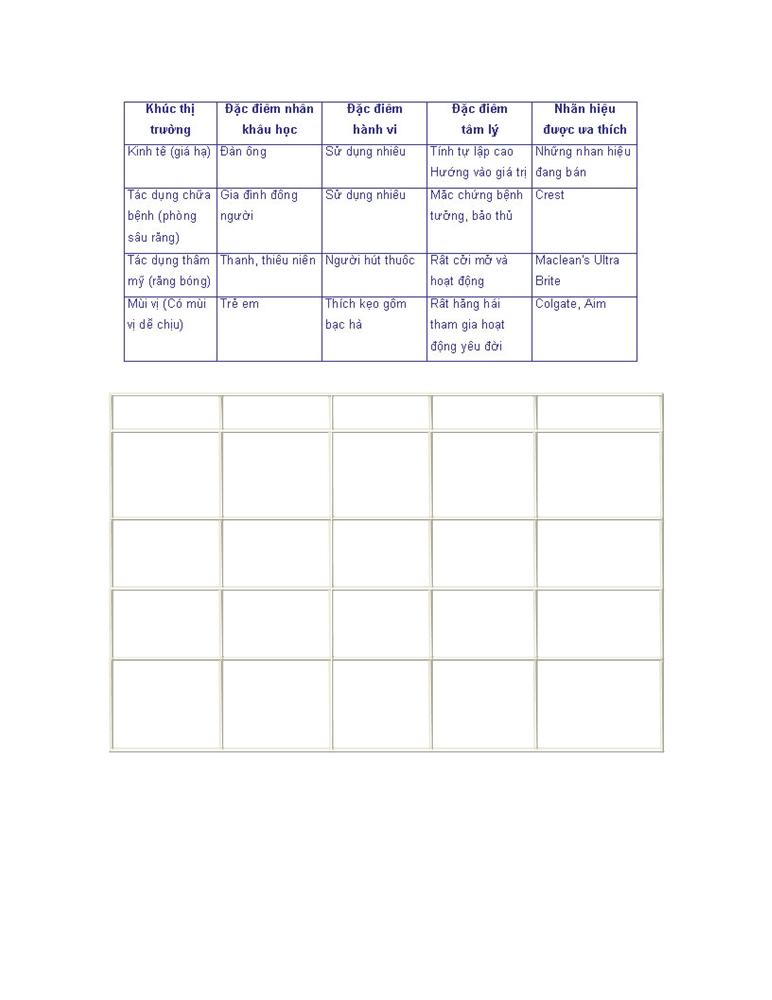 Khúc thị trường | Đặc điểm nhân khẩu học | Đặc điểm hành vi | Đặc điểm tâm lý | Nhãn hiệu được ưa thích
Kinh tế (giá hạ) | Đàn ông | Sử dụng nhiều | Tính tự lập cao Hướng vào giá trị | Những nhan hiệu đang bán
Tác dụng chữa bệnh (phòng sâu răng) | Gia đình đông người | Sử dụng nhiều | Mắc chứng bệnh tưởng, bảo thủ | Crest
Tác dụng thẩm mỹ (răng bóng) | Thanh, thiếu niên | Người hút thuốc | Rất cởi mở và hoạt động | Maclean's Ultra Brite
Mùi vị (Có mùi vị dễ chịu) | Trẻ em | Thích kẹo gôm bạc hà | Rất hăng hái tham gia hoạt động yêu đời | Colgate, Aim